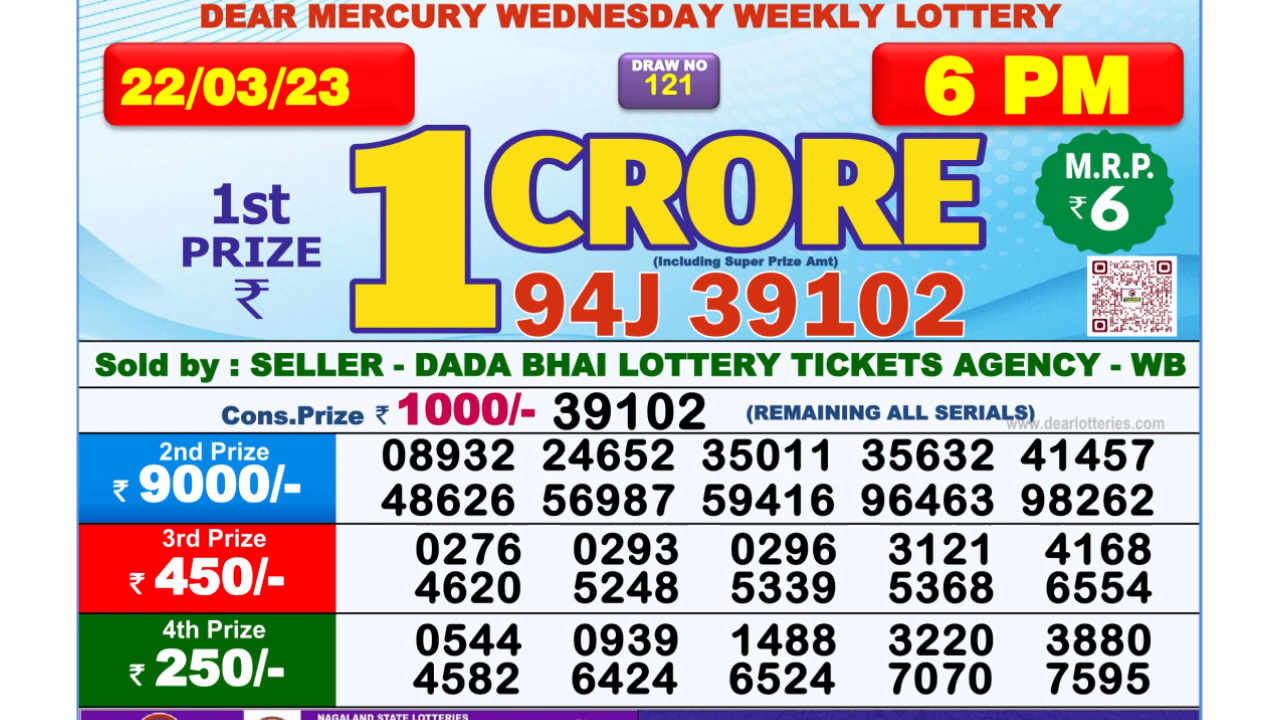 DEAR MERCURY WEDNESDAY WEEKLY LOTTERY
22/03/23
DRAW NO
121
6 PM
1st
PRIZE
₹
1 CRORE
(Including Super Prize Amt)
94J 39102
M.R.P.
₹6
Sold by : SELLER - DADA BHAI LOTTERY TICKETS AGENCY - WB
Cons.Prize ₹ 1000/- 39102 (REMAINING ALL SERIALS)
www.dearlotteries.com
2nd Prize
₹ 9000/-
08932 24652 35011 35632 41457
48626 56987 59416 96463 98262
3rd Prize
₹ 450/-
0276 0293 0296 3121 4168
4620 5248 5339 5368 6554
4th Prize
₹ 250/-
0544 0939 1488 3220 3880
4582 6424 6524 7070 7595
NAGALAND STATE LOTTERIES